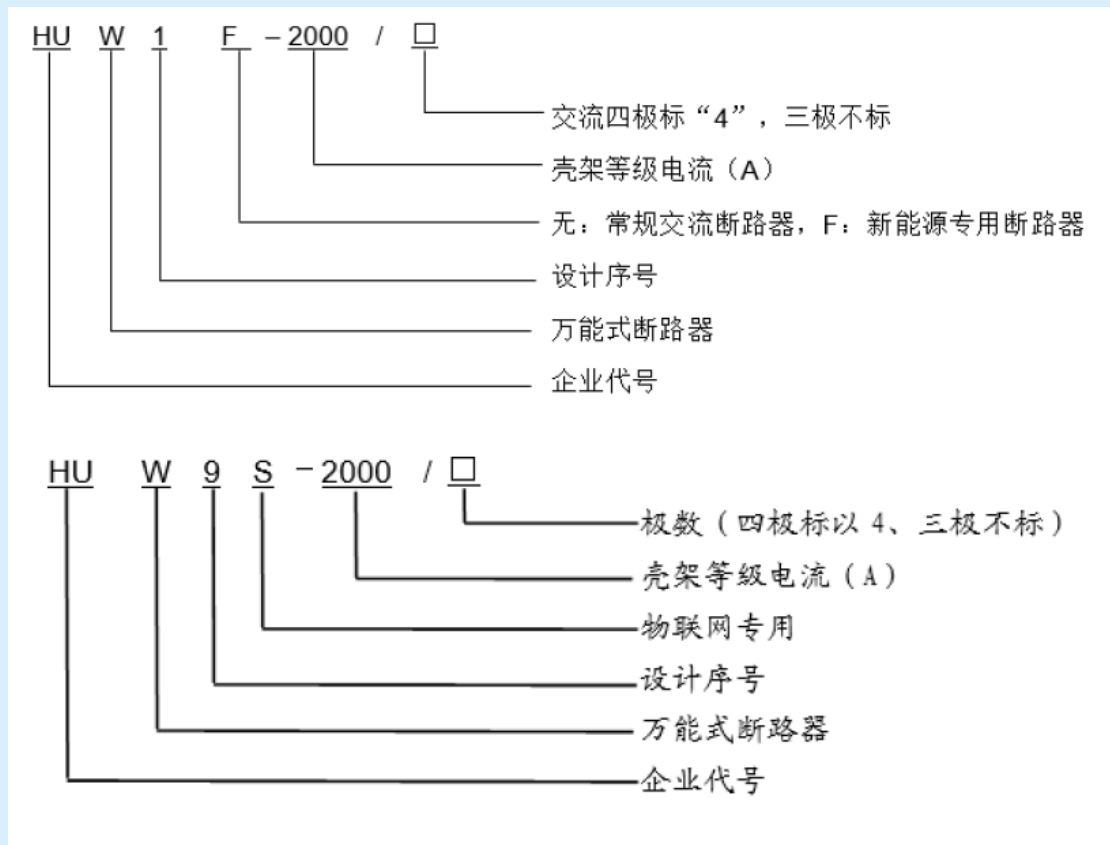 HU W 1 F - 2000 / □
交流四极标“4”，三极不标
壳架等级电流（A）
无：常规交流断路器，F：新能源专用断路器
设计序号
万能式断路器
企业代号
HU W 9 S - 2000 / □
极数（四极标以 4、三极不标）
壳架等级电流（A）
物联网专用
设计序号
万能式断路器
企业代号